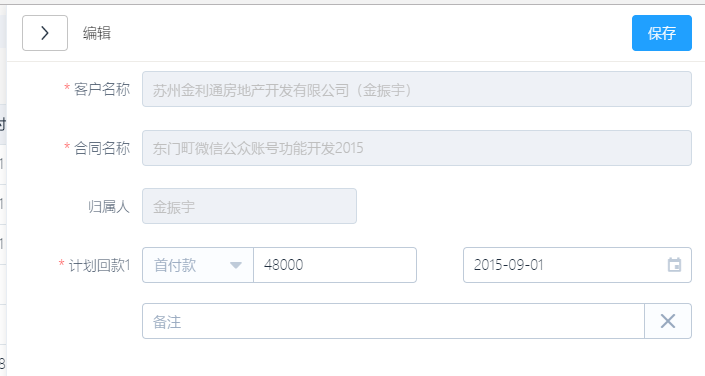 编辑
保存
* 客户名称 苏州金利通房地产开发有限公司（金振宇）
* 合同名称 东门町微信公众账号功能开发2015
归属人 金振宇
* 计划回款1 首付款 48000 2015-09-01
备注